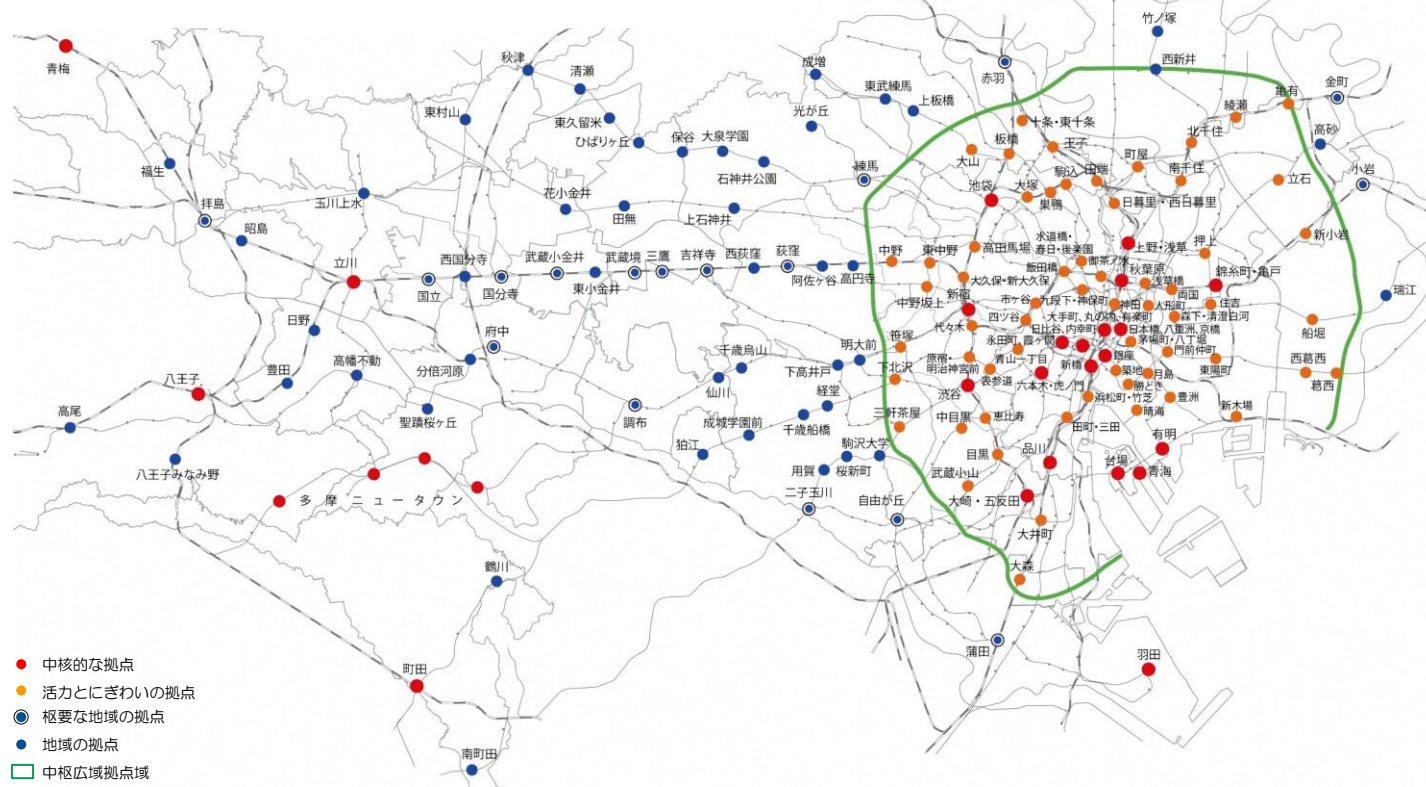 竹ノ塚
青梅
秋津
清瀬
成増
赤羽
西新井
東村山
東久留米
ひばりヶ丘
保谷
大泉学園
石神井公園
光が丘
東武練馬
上板橋
練馬
十条・東十条
亀有
金町
綾瀬
高砂
北千住
福生
拝島
玉川上水
花小金井
田無
上石神井
大山
板橋
王子
町屋
南千住
立石
小岩
池袋
大塚
巣鴨
駒込
田端
日暮里・西日暮里
昭島
立川
国立
西国分寺
国分寺
武蔵小金井
東小金井
武蔵境
三鷹
吉祥寺
西荻窪
荻窪
阿佐ヶ谷
高円寺
中野
東中野
中野坂上
高田馬場
水道橋・
春日・後楽園
上野・浅草
押上
新小岩
大久保・新大久保
新宿
飯田橋
御茶ノ水
秋葉原
浅草橋
両国
錦糸町・亀戸
瑞江
市ヶ谷
九段下・神保町
神田
人形町
住吉
四ツ谷
大手町、丸の内、有楽町
森下・清澄白河
船堀
日野
府中
分倍河原
高幡不動
豊田
八王子
高尾
聖蹟桜ヶ丘
調布
千歳烏山
仙川
下高井戸
明大前
笹塚
代々木
日比谷、内幸町
日本橋、八重洲、京橋
永田町、霞ヶ関
茅場町・八丁堀
銀座
門前仲町
下北沢
原宿・
明治神宮前
青山一丁目
表参道
新橋
築地
月島
東陽町
西葛西
葛西
渋谷
六本木・虎ノ門
勝どき
浜松町・竹芝
晴海
豊洲
新木場
経堂
千歳船橋
成城学園前
狛江
三軒茶屋
中目黒
恵比寿
田町・三田
有明
駒沢大学
桜新町
用賀
目黒
品川
台場
青海
八王子みなみ野
多摩ニュータウン
二子玉川
自由が丘
武蔵小山
大崎・五反田
大井町
大森
鶴川
蒲田
羽田
町田
南町田
中核的な拠点
活力とにぎわいの拠点
枢要な地域の拠点
地域の拠点
中枢広域拠点域